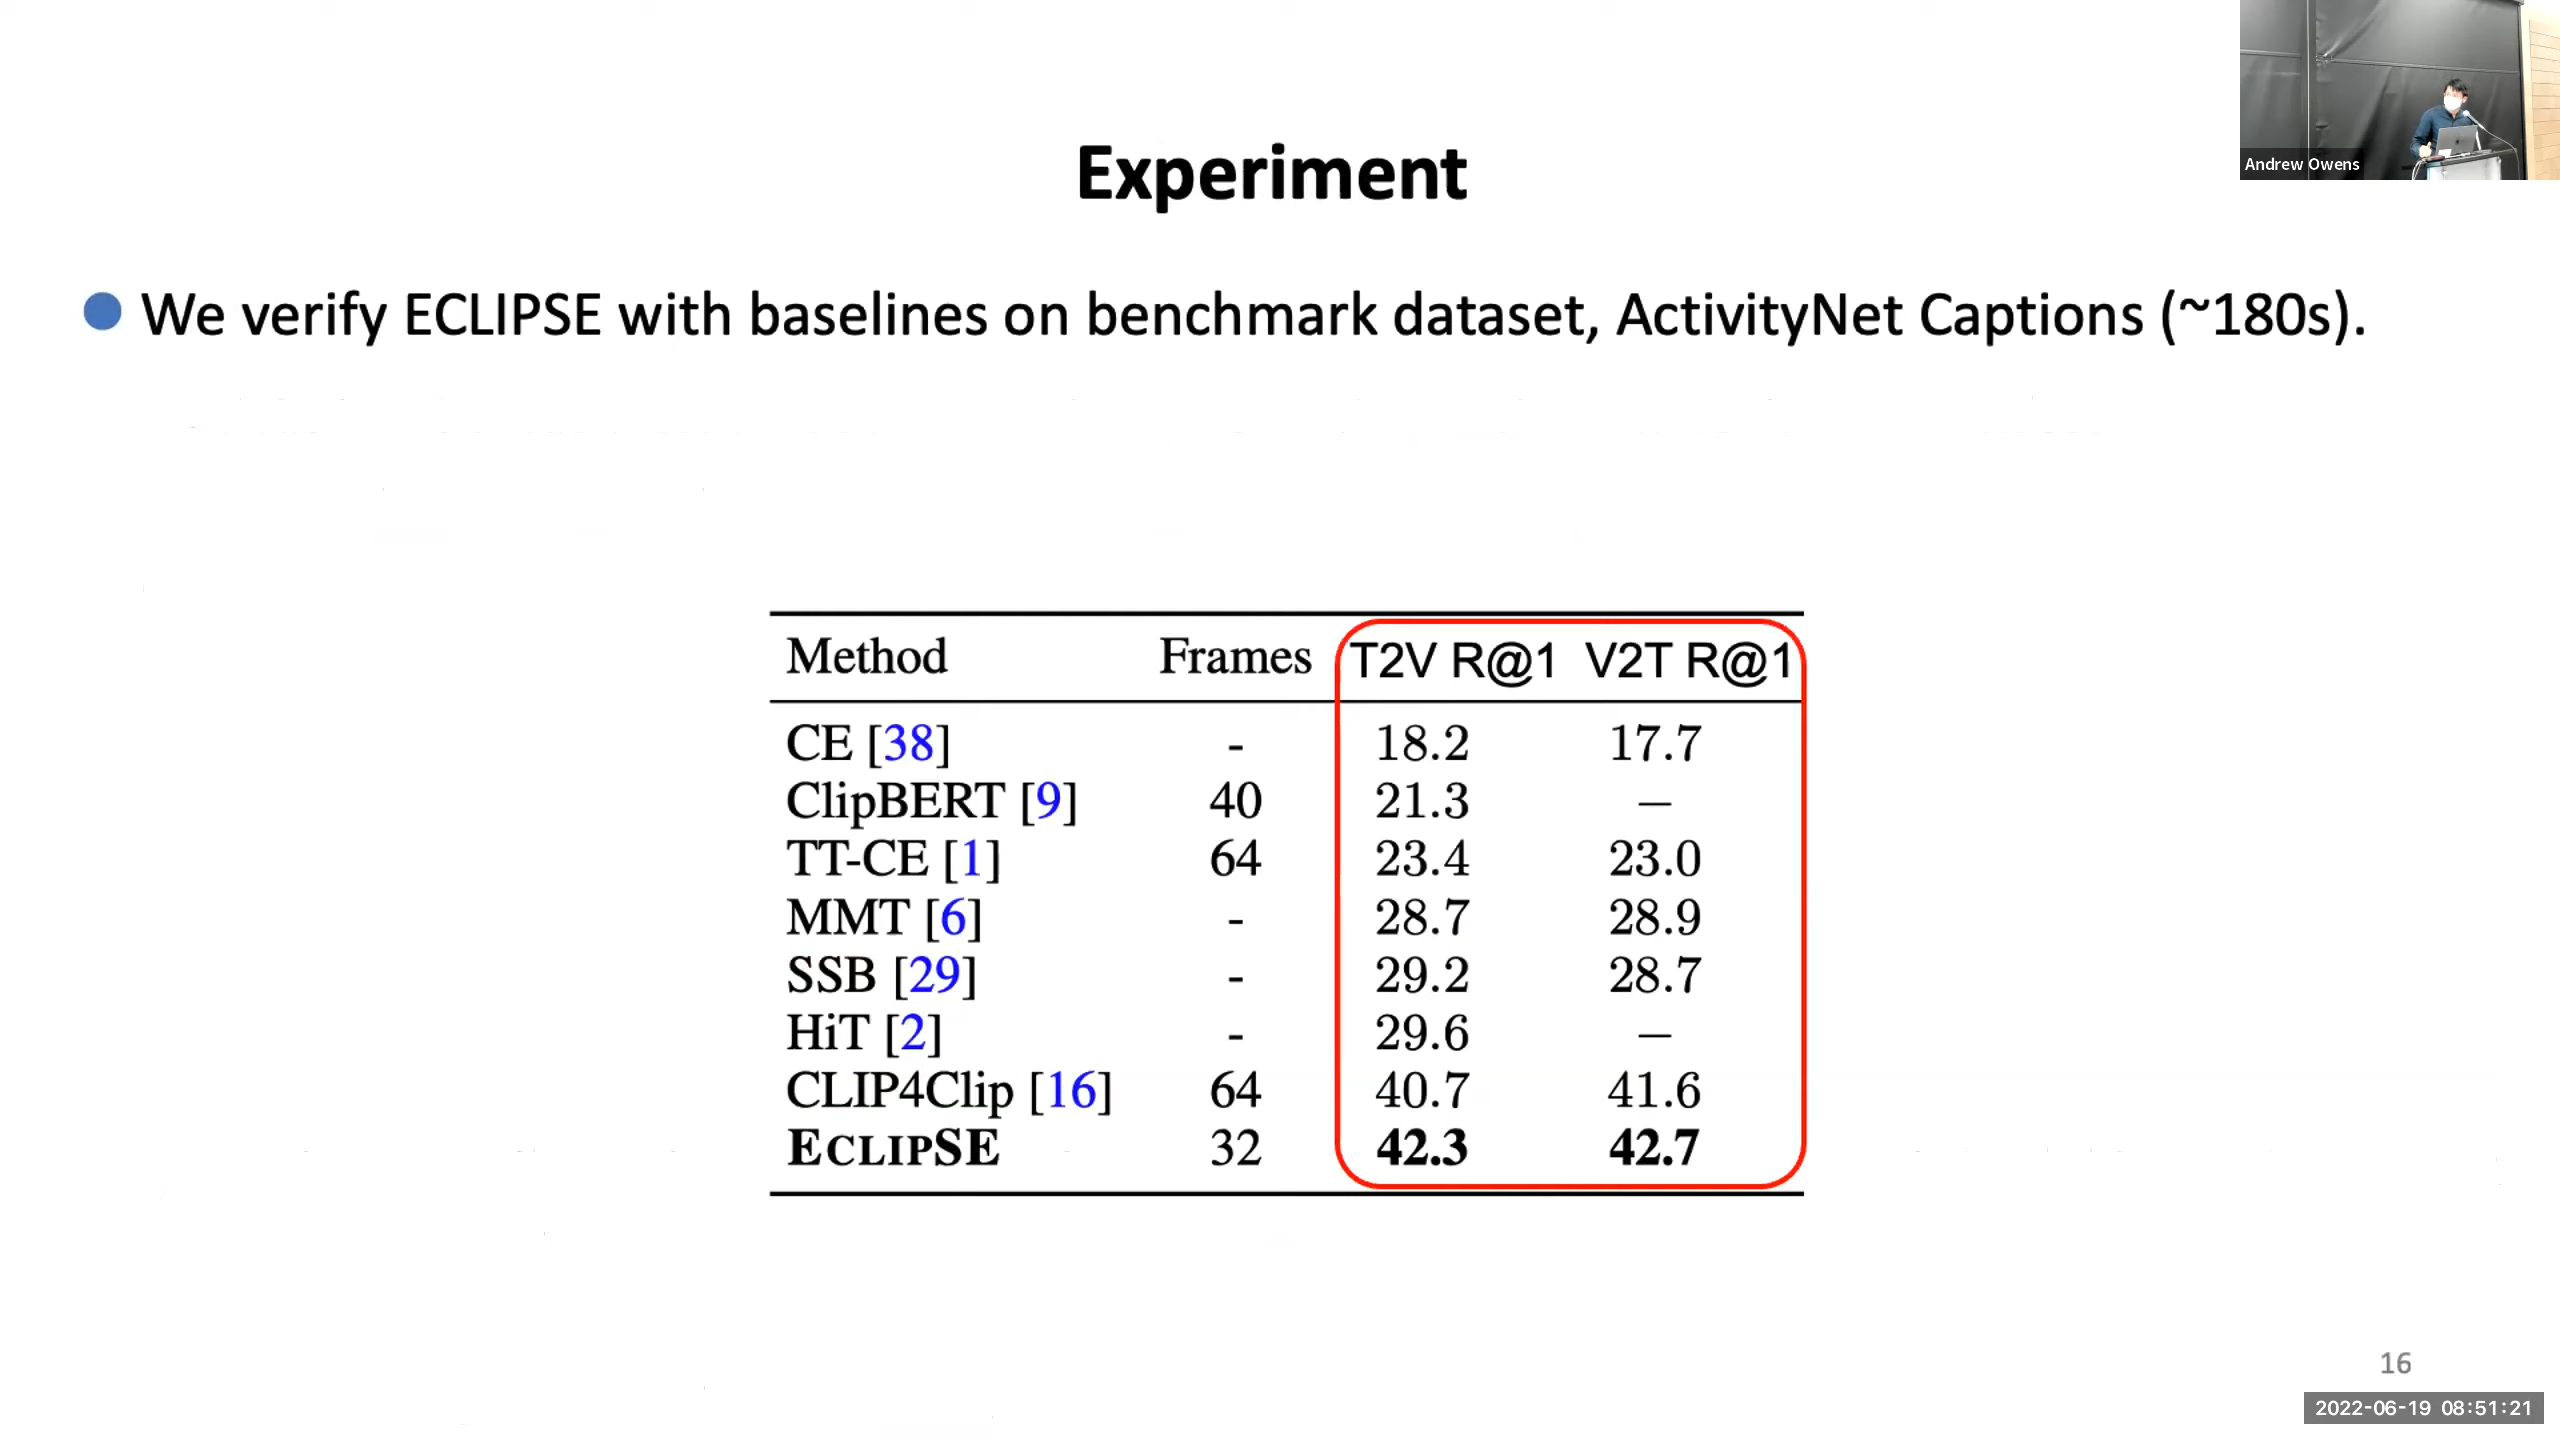 Andrew Owens
Experiment
We verify ECLIPSE with baselines on benchmark dataset, ActivityNet Captions (~180s).
Method Frames T2V R@1 V2T R@1
CE [38] - 18.2 17.7
ClipBERT [9] 40 21.3 –
TT-CE [1] 64 23.4 23.0
MMT [6] - 28.7 28.9
SSB [29] - 29.2 28.7
HiT [2] - 29.6 –
CLIP4Clip [16] 64 40.7 41.6
ECLIPSE 32 42.3 42.7
16
2022-06-19 08:51:21